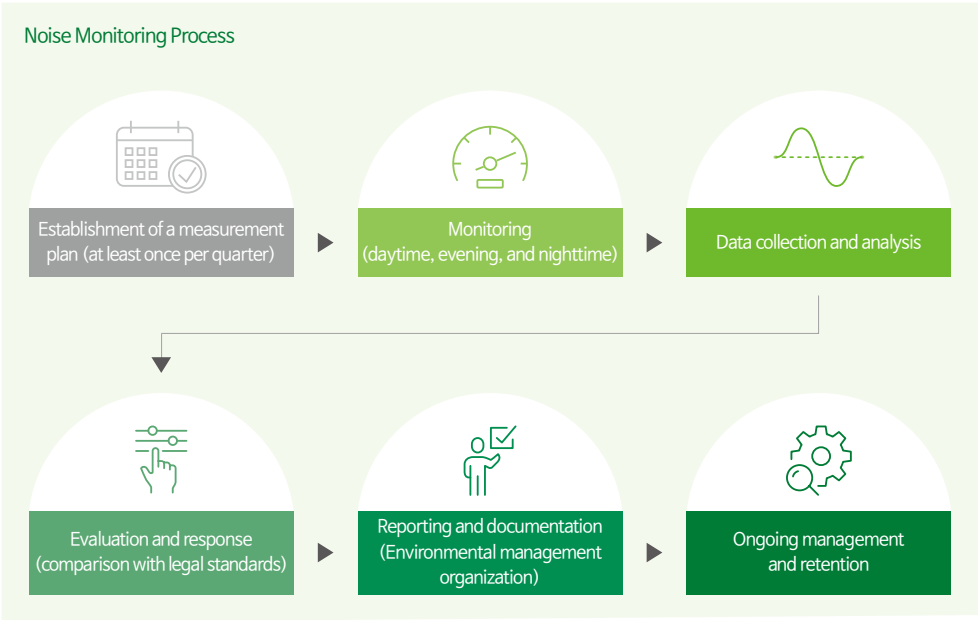 Noise Monitoring Process
Establishment of a measurement
plan (at least once per quarter)
Monitoring
(daytime, evening, and nighttime)
Data collection and analysis
Evaluation and response
(comparison with legal standards)
Reporting and documentation
(Environmental management
organization)
Ongoing management
and retention